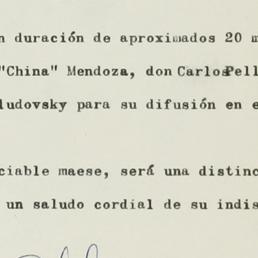 n duración de aproximados 20 m
"China" Mendoza, don Carlos Pell
ludovsky para su difusión en e
ciable maese, será una distinc
un saludo cordial de su indis